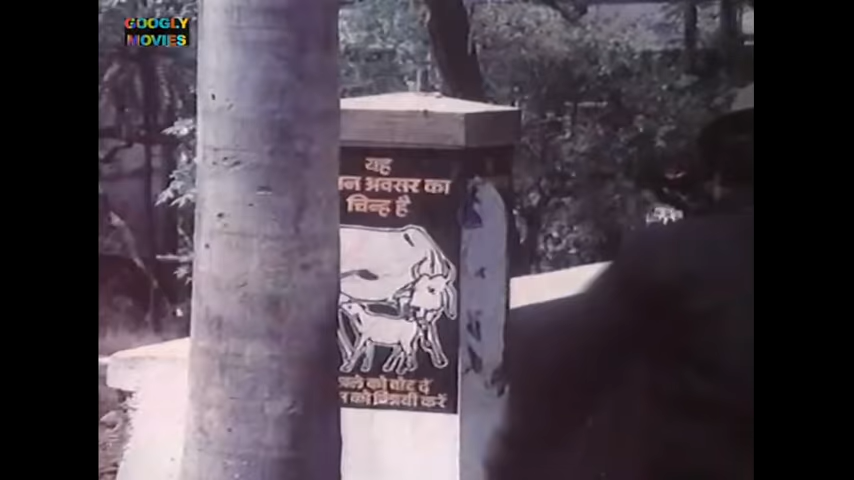 GOOGLY
MOVIES
यह
अवसर का
चिन्ह है
को वोट दें
को विजयी करें